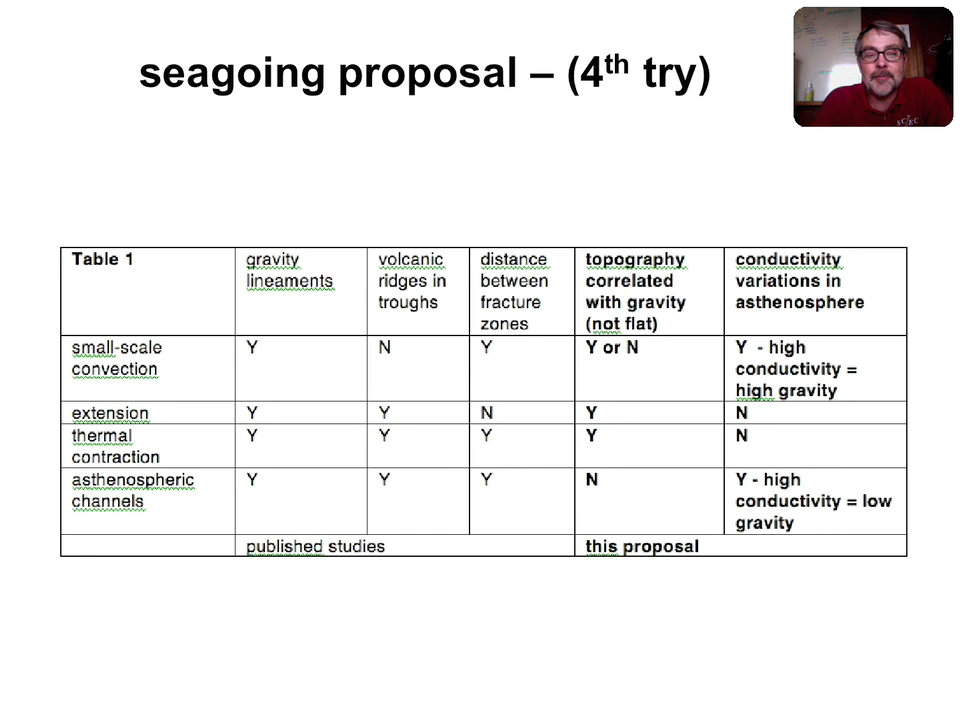 seagoing proposal – (4th try)
Table 1
gravity
lineaments
volcanic
ridges in
troughs
distance
between
fracture
zones
topography
correlated
with gravity
(not flat)
conductivity
variations in
asthenosphere
small-scale
convection
Y
N
Y
Y or N
Y - high
conductivity =
high gravity
extension
Y
Y
N
Y
N
thermal
contraction
Y
Y
Y
Y
N
asthenospheric
channels
Y
Y
Y
N
Y - high
conductivity = low
gravity
published studies
this proposal